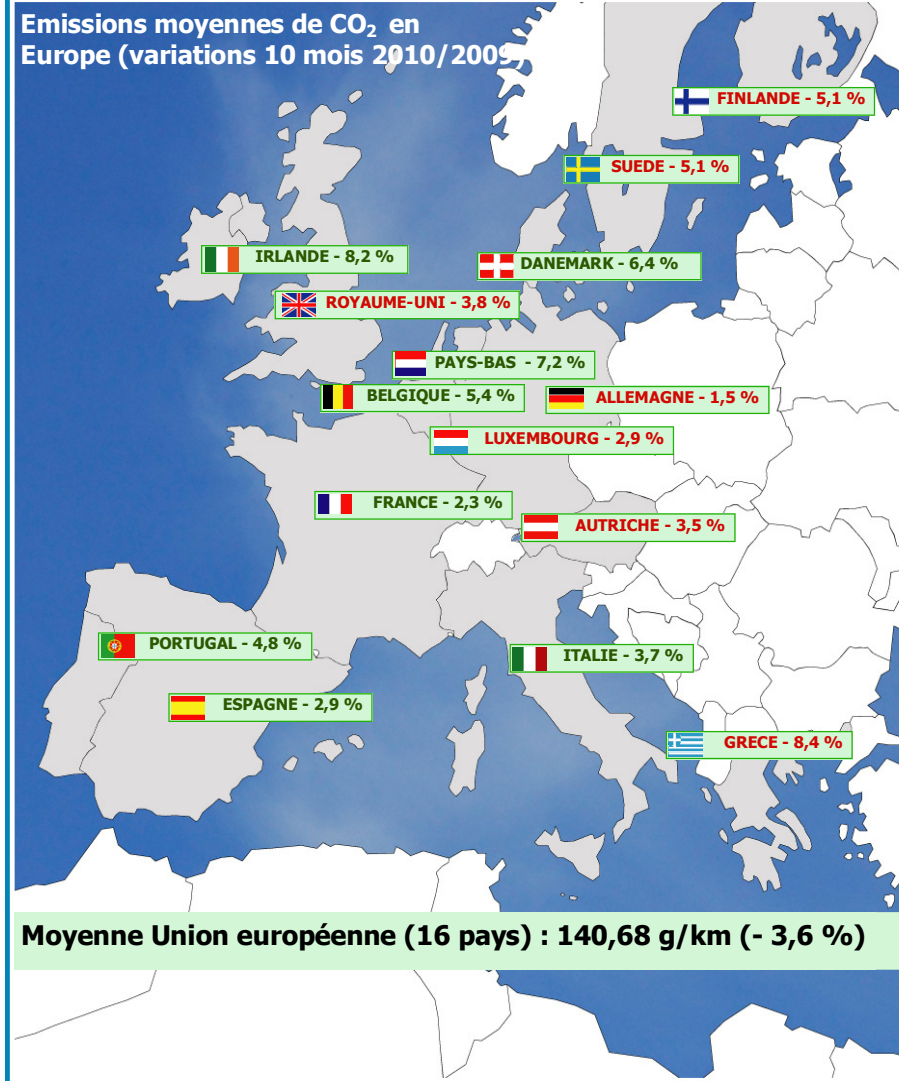 Emissions moyennes de CO₂ en
Europe (variations 10 mois 2010/2009)
FINLANDE - 5,1 %
SUEDE - 5,1 %
IRLANDE - 8,2 %
DANEMARK - 6,4 %
ROYAUME-UNI - 3,8 %
PAYS-BAS - 7,2 %
BELGIQUE - 5,4 %
ALLEMAGNE - 1,5 %
LUXEMBOURG - 2,9 %
FRANCE - 2,3 %
AUTRICHE - 3,5 %
PORTUGAL - 4,8 %
ITALIE - 3,7 %
ESPAGNE - 2,9 %
GRECE - 8,4 %
Moyenne Union européenne (16 pays) : 140,68 g/km (- 3,6 %)